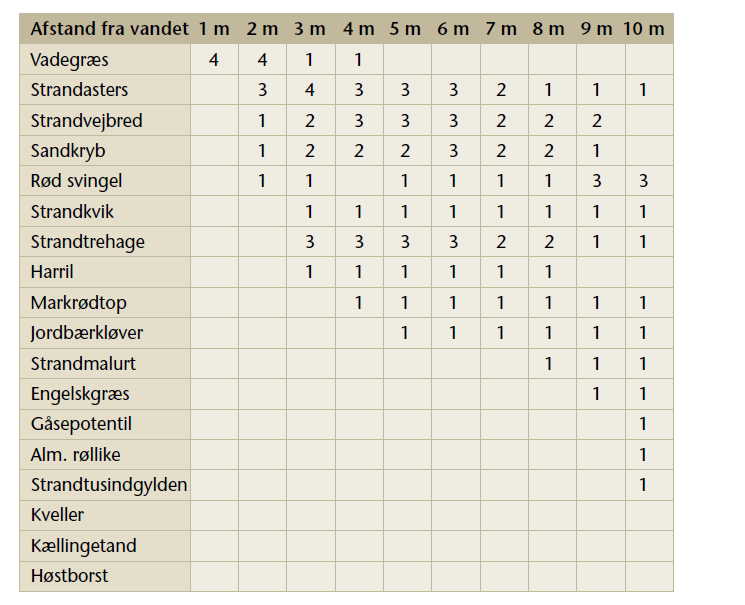 Afstand fra vandet 1 m 2 m 3 m 4 m 5 m 6 m 7 m 8 m 9 m 10 m
Vadegræs 4 4 1 1
Strandasters 3 4 3 3 3 2 1 1 1
Strandvejbred 1 2 3 3 3 2 2 2
Sandkryb 1 2 2 2 3 2 2 1
Rød svingel 1 1 1 1 1 1 3 3
Strandkvik 1 1 1 1 1 1 1 1
Strandtrehage 3 3 3 3 2 2 1 1
Harril 1 1 1 1 1 1
Markrødtop 1 1 1 1 1 1 1
Jordbærkløver 1 1 1 1 1 1
Strandmalurt 1 1 1
Engelskgræs 1 1
Gåsepotentil 1
Alm. røllike 1
Strandtusindgylden 1
Kveller
Kællingetand
Høstborst